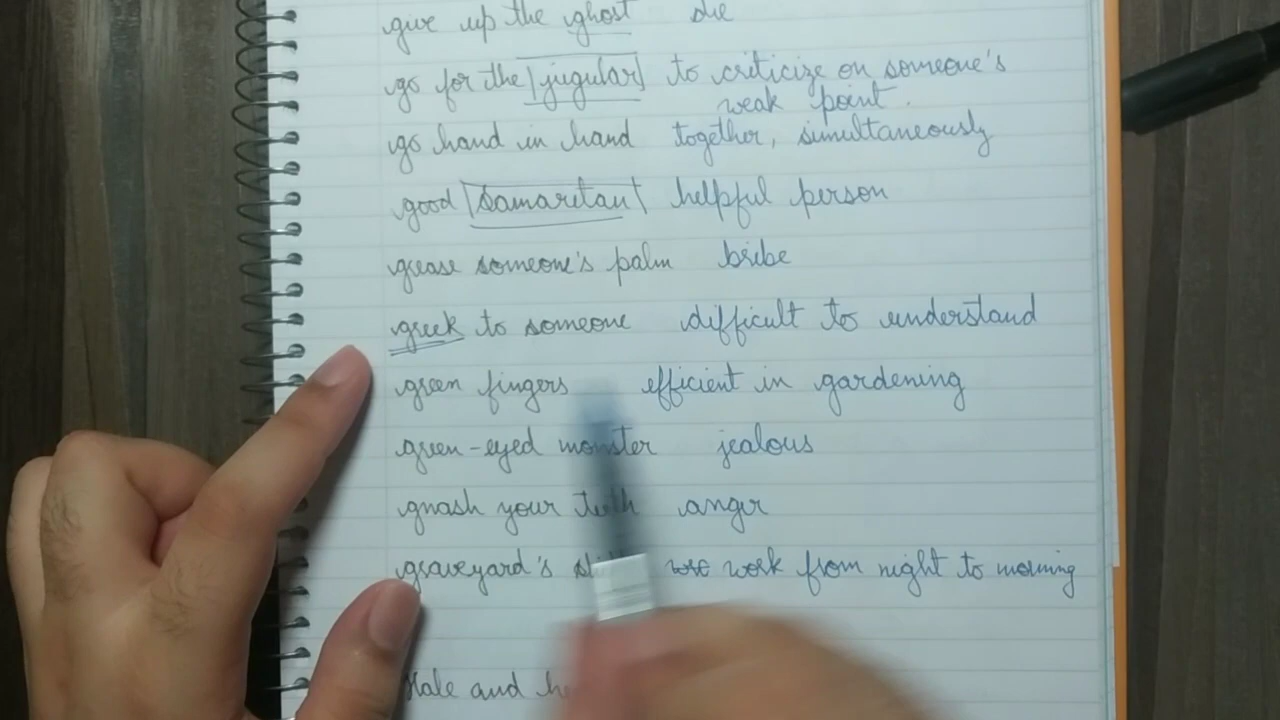 give up the ghost die
go for the jugular to criticize on someone's
weak point.
go hand in hand together, simultaneously
good samaritan helpful person
grease someone's palm bribe
greek to someone difficult to understand
green fingers efficient in gardening
green-eyed monster jealous
gnash your teeth anger
graveyard's work from night to morning
Hale and